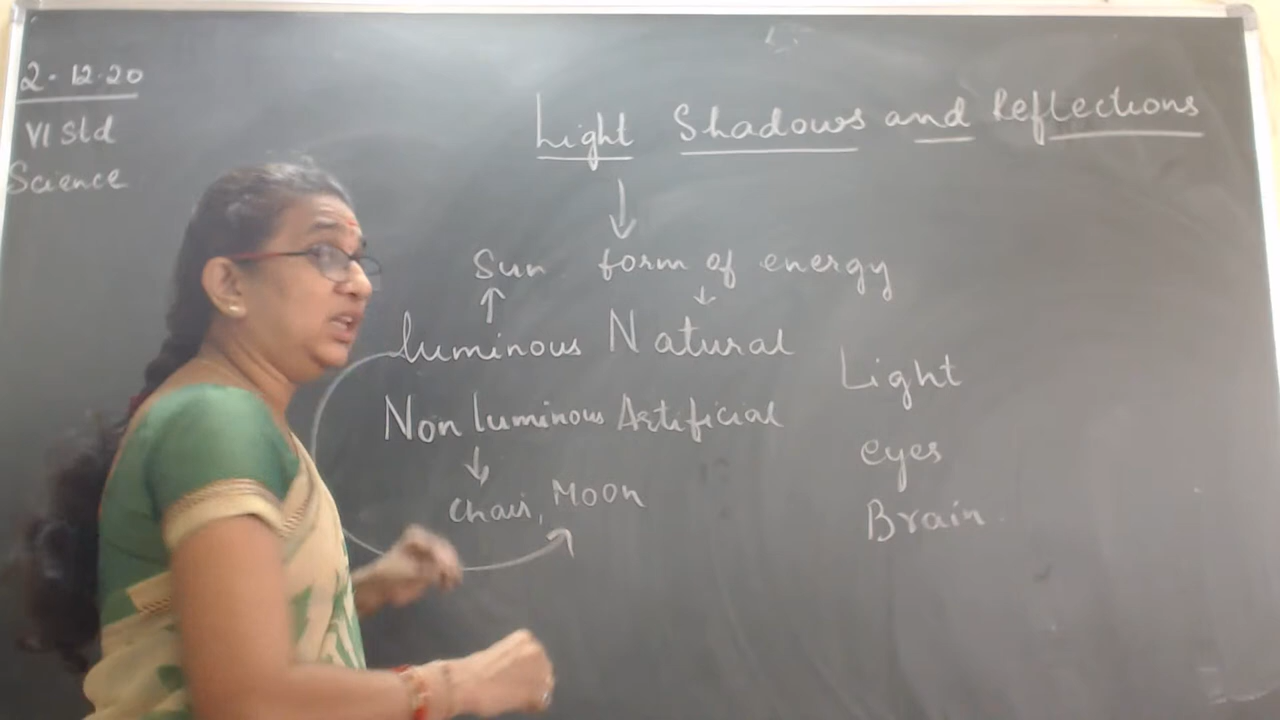 2.12.20
VI Std
Science
Light Shadows and Reflections
Sun form of energy
luminous Natural
Non luminous Artificial
Chair, Moon
Light
eyes
Brain